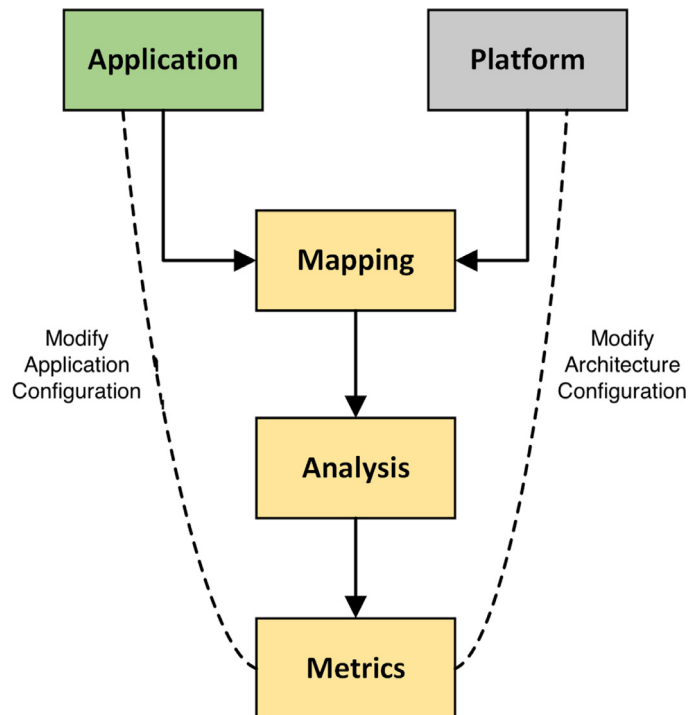 Application
Platform
Mapping
Modify
Application
Configuration
Modify
Architecture
Configuration
Analysis
Metrics